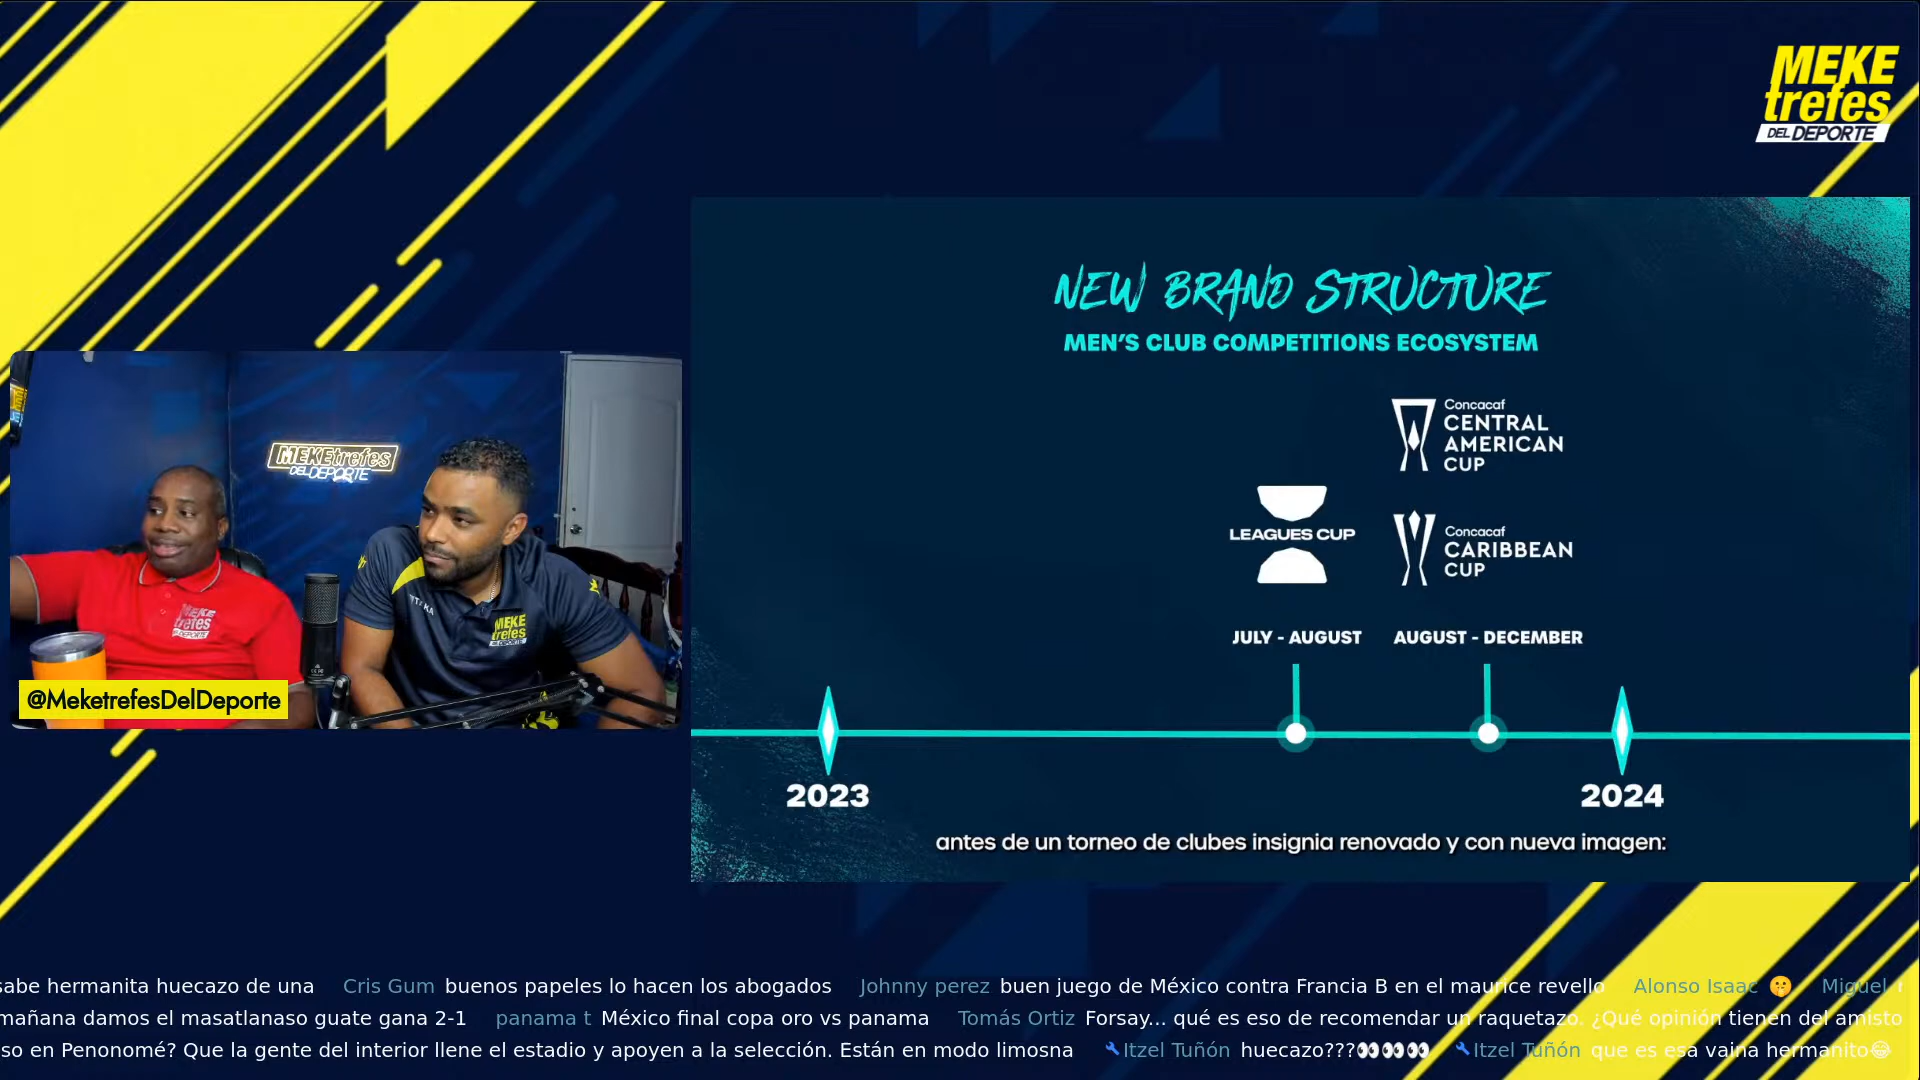 MEKE
trefes
DEL DEPORTE
NEW BRAND STRUCTURE
MEN'S CLUB COMPETITIONS ECOSYSTEM
Concacaf
CENTRAL
AMERICAN
CUP
LEAGUES CUP
Concacaf
CARIBBEAN
CUP
JULY - AUGUST
AUGUST - DECEMBER
2023
2024
antes de un torneo de clubes insignia renovado y con nueva imagen:
MEKEtrefes
DEL DEPORTE
MEKE
trefes
DEPORTE
MEKE
trefes
@MeketrefesDelDeporte
sabe hermanita huecazo de una Cris Gum buenos papeles lo hacen los abogados Johnny perez buen juego de México contra Francia B en el maurice revello Alonso Isaac 🤫 Miguel
mañana damos el masatlanaso guate gana 2-1 panama t México final copa oro vs panama Tomás Ortiz Forsay... qué es eso de recomendar un raquetazo. ¿Qué opinión tienen del amisto
so en Penonomé? Que la gente del interior llene el estadio y apoyen a la selección. Están en modo limosna Itzel Tuñón huecazo???👀👀👀 Itzel Tuñón que es esa vaina hermanito😂